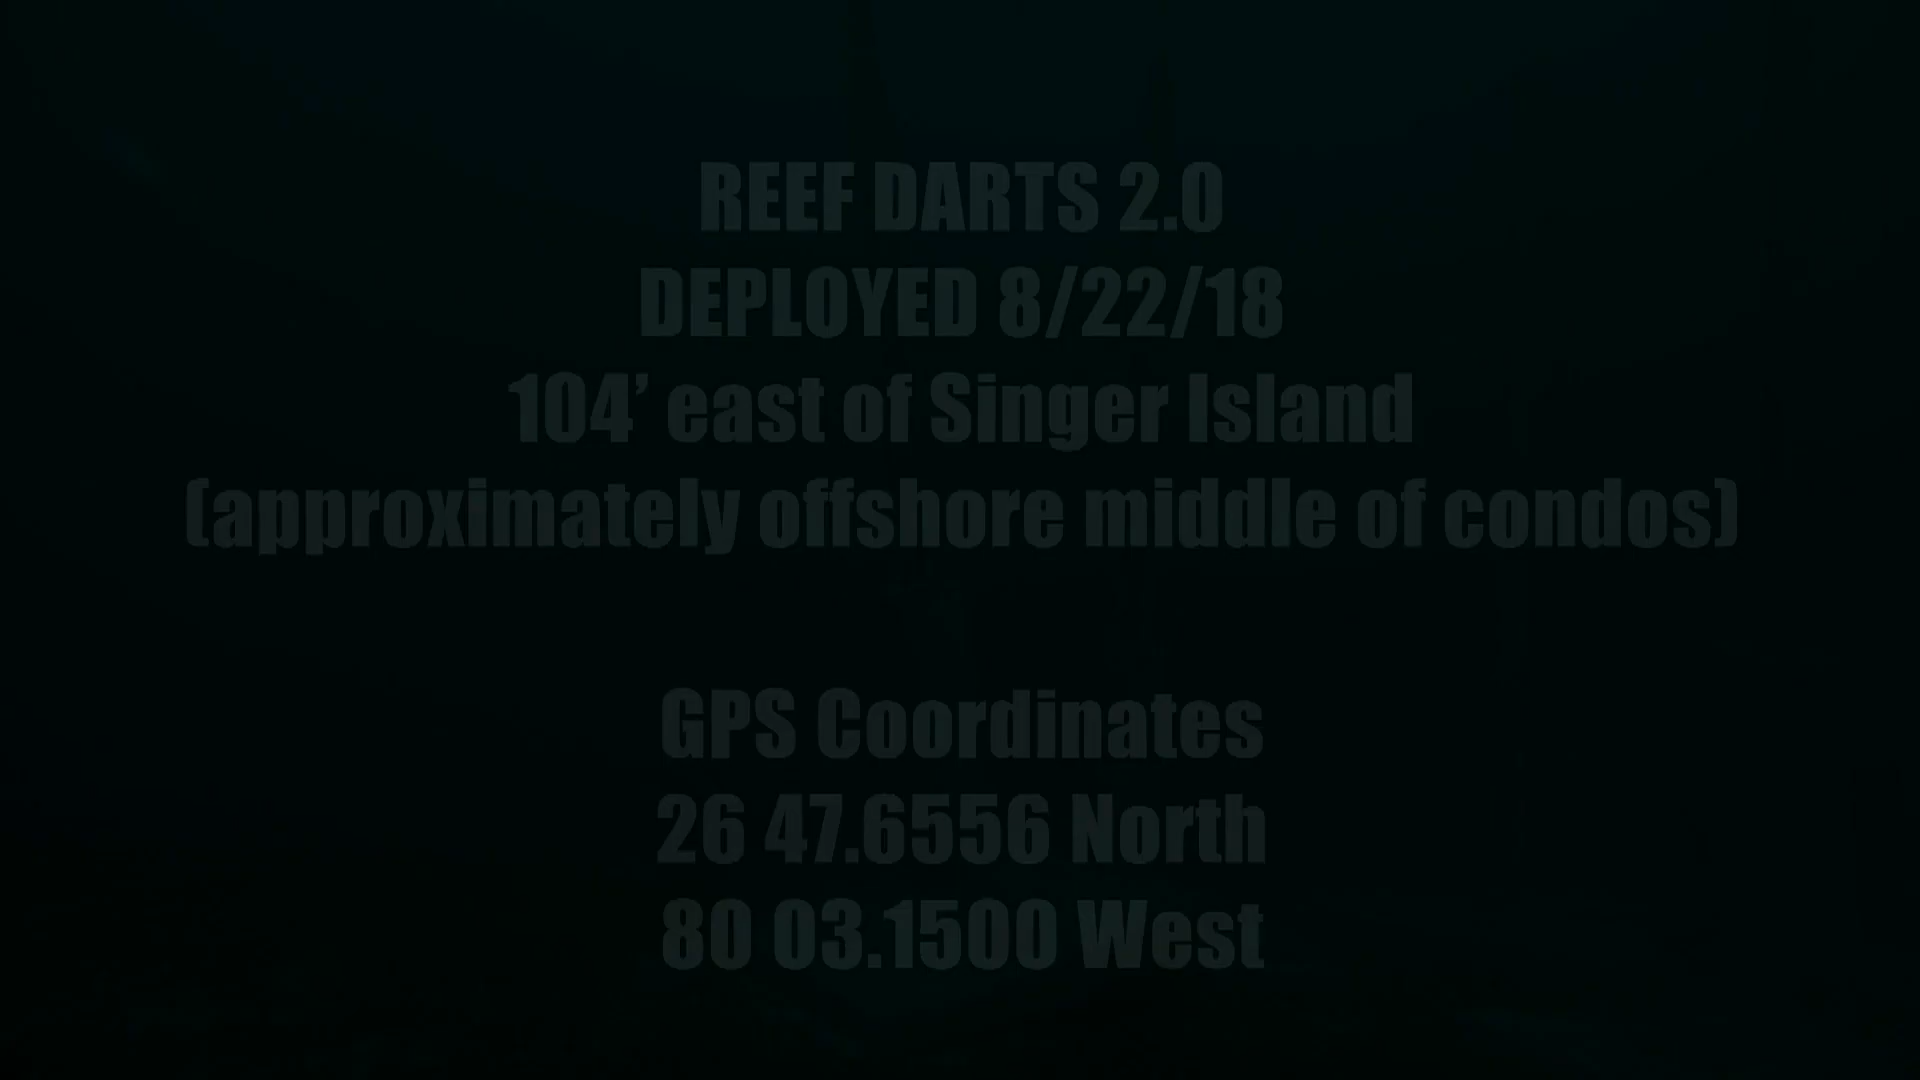 REEF DARTS 2.0
DEPLOYED 8/22/18
104’ east of Singer Island
(approximately offshore middle of condos)
GPS Coordinates
26 47.6556 North
80 03.1500 West